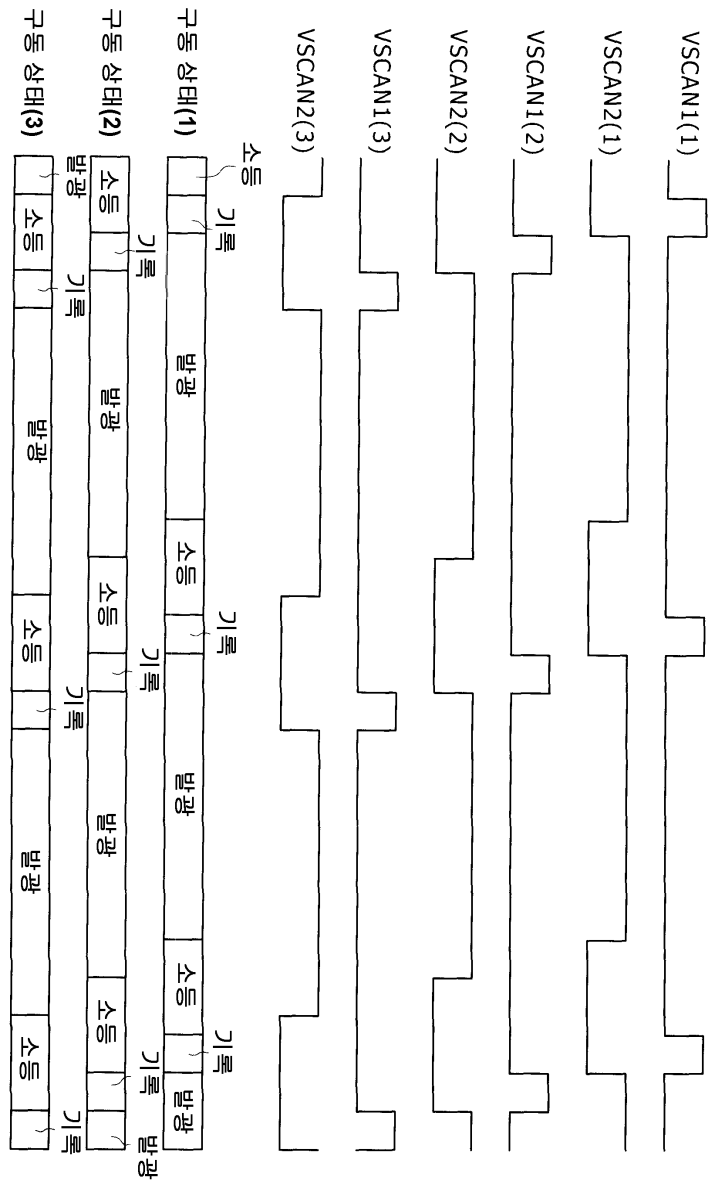 VSCAN1(1)
VSCAN2(1)
VSCAN1(2)
VSCAN2(2)
VSCAN1(3)
VSCAN2(3)
소등
기록
기록
기록
구동 상태(1)
발광
소등
발광
소등
발광
기록
기록
기록
발광
구동 상태(2)
소등
발광
소등
발광
소등
발광
기록
기록
기록
구동 상태(3)
소등
발광
소등
발광
소등